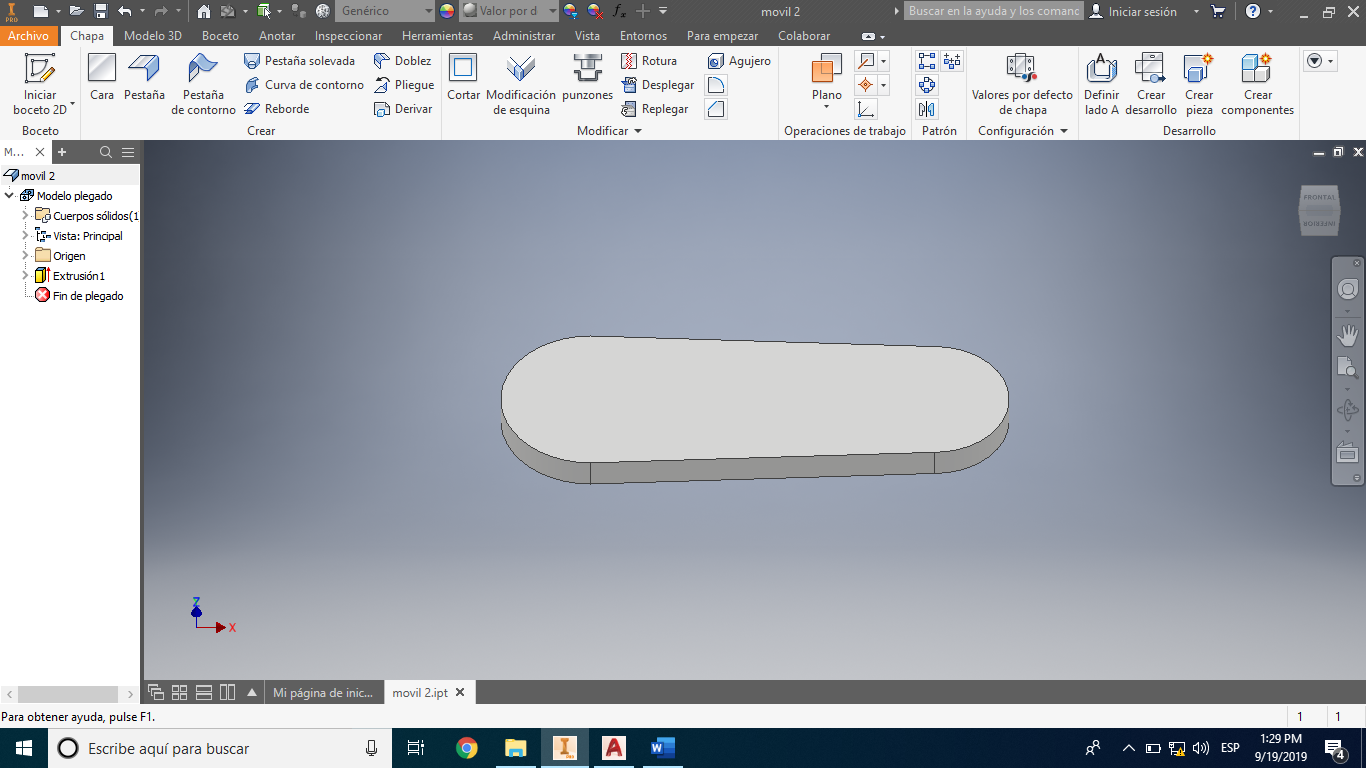 PRO
Genérico
Valor por d
fx
movil 2
Buscar en la ayuda y los comanc
Iniciar sesión
Archivo
Chapa
Modelo 3D
Boceto
Anotar
Inspeccionar
Herramientas
Administrar
Vista
Entornos
Para empezar
Colaborar
Iniciar
boceto 2D
Cara
Pestaña
Pestaña
de contorno
Pestaña solevada
Curva de contorno
Reborde
Doblez
Pliegue
Derivar
Cortar
Modificación
de esquina
punzones
Rotura
Desplegar
Replegar
Agujero
Plano
Valores por defecto
de chapa
Definir
lado A
Crear
desarrollo
Crear
pieza
Crear
componentes
Boceto
Crear
Modificar
Operaciones de trabajo
Patrón
Configuración
Desarrollo
M...
movil 2
Modelo plegado
Cuerpos sólidos(1
Vista: Principal
Origen
Extrusión1
Fin de plegado
FRONTAL
INFERIOR
Z
X
Mi página de inic...
movil 2.ipt
Para obtener ayuda, pulse F1.
1
1
Escribe aquí para buscar
ESP
1:29 PM
9/19/2019
4